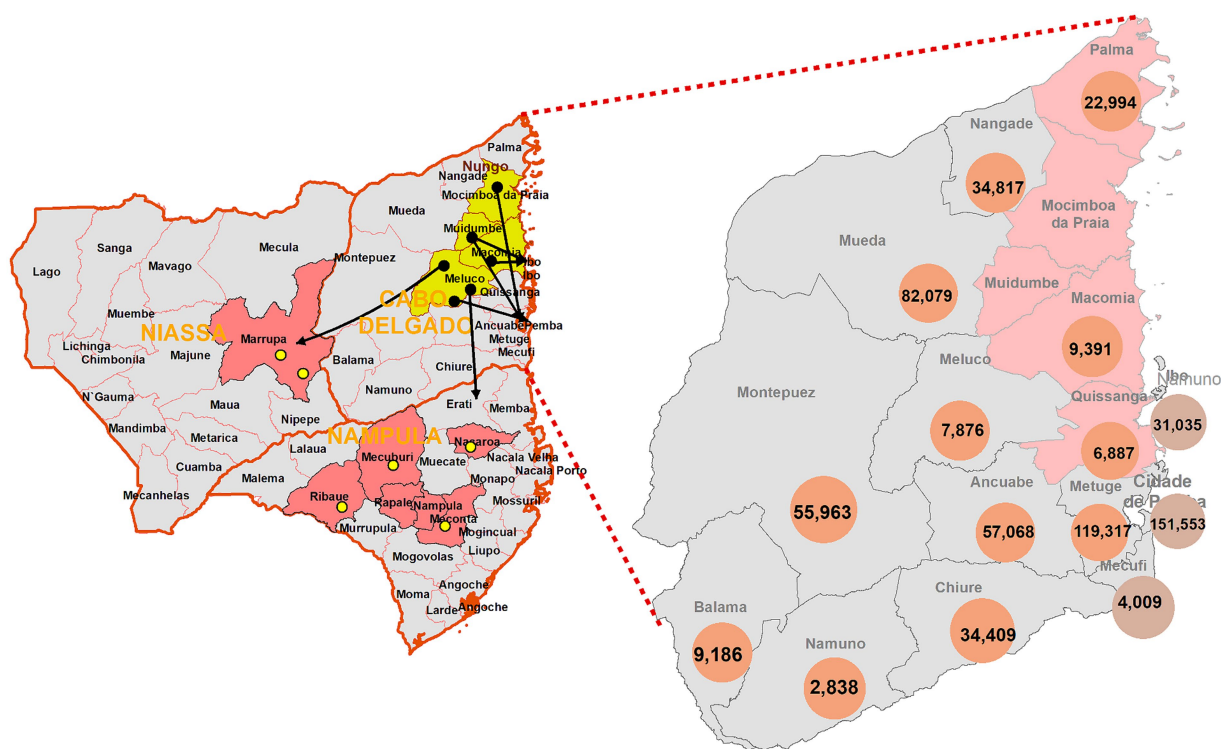 Palma
Nungo
Nangade
Mocimboa da Praia
Mueda
Muidumbe
Mecula
Sanga
Montepuez
Macomia
Mavago
Ibo
Lago
Ibo
Meluco
Quissanga
CABO
DELGADO
Muembe
NIASSA
Marrupa
AncuabePemba
Metuge
Mecufi
Lichinga
Chimbonila
Majune
Balama
Chiure
Namuno
N`Gauma
Maua
Erati
Memba
Nipepe
Mandimba
Metarica
NAMPULA
Nacaroa
Lalaua
Mecuburi
Muecate
Nacala Velha
Nacala Porto
Cuamba
Malema
Monapo
Mecanhelas
Ribaue
Rapale
Nampula
Mossuril
Meconta
Murrupula
Mogincual
Liupo
Mogovolas
Angoche
Moma
Larde
Angoche
Palma
22,994
Nangade
34,817
Mocimboa
da Praia
Mueda
Muidumbe
82,079
Macomia
9,391
Meluco
Ibo
Namuno
Montepuez
Quissanga
31,035
7,876
6,887
Ancuabe
Metuge
Cidade
de Pemba
55,963
57,068
119,317
151,553
Mecufi
Chiure
4,009
Balama
34,409
Namuno
9,186
2,838